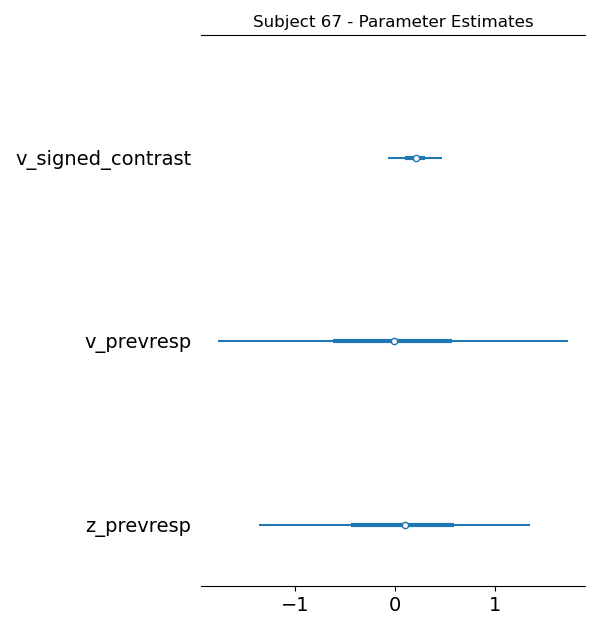 Subject 67 - Parameter Estimates
v_signed_contrast
v_prevresp
z_prevresp
−1 0 1